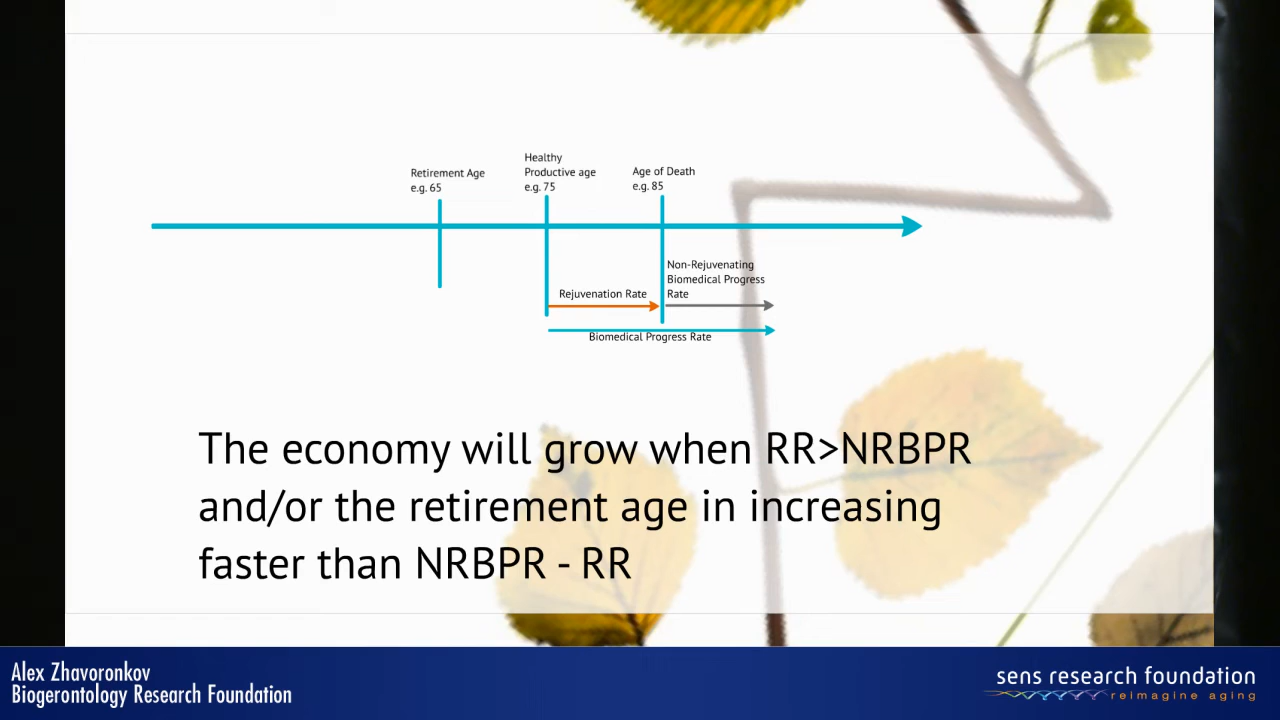 Healthy
Retirement Age
Productive age
Age of Death
e.g. 65
e.g. 75
e.g. 85
Non-Rejuvenating
Biomedical Progress
Rejuvenation Rate
Rate
Biomedical Progress Rate
The economy will grow when RR>NRBPR
and/or the retirement age in increasing
faster than NRBPR - RR
Alex Zhavoronkov
Biogerontology Research Foundation
sens research foundation
reimagine aging